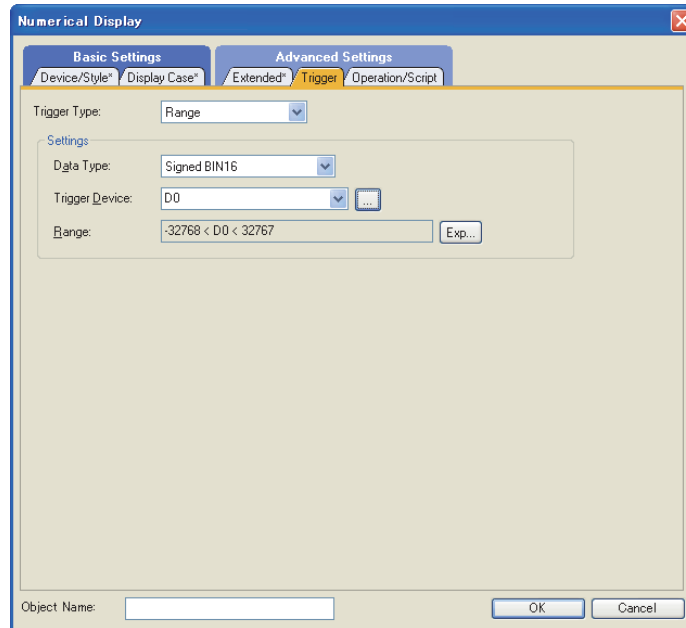 Numerical Display
Basic Settings
Advanced Settings
Device/Style* Display Case* Extended* Trigger Operation/Script
Trigger Type: Range
Settings
Data Type: Signed BIN16
Trigger Device: D0 ...
Range: -32768 < D0 < 32767 Exp...
Object Name: OK Cancel